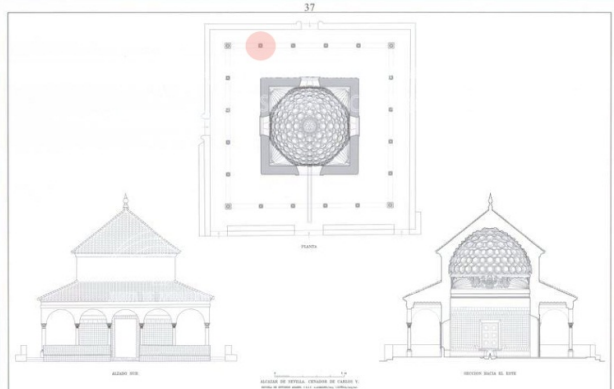 37
PLANTA
ALZADO SUR
SECCION HACIA EL ESTE
ALCAZAR DE SEVILLA. CENADOR DE CARLOS V.